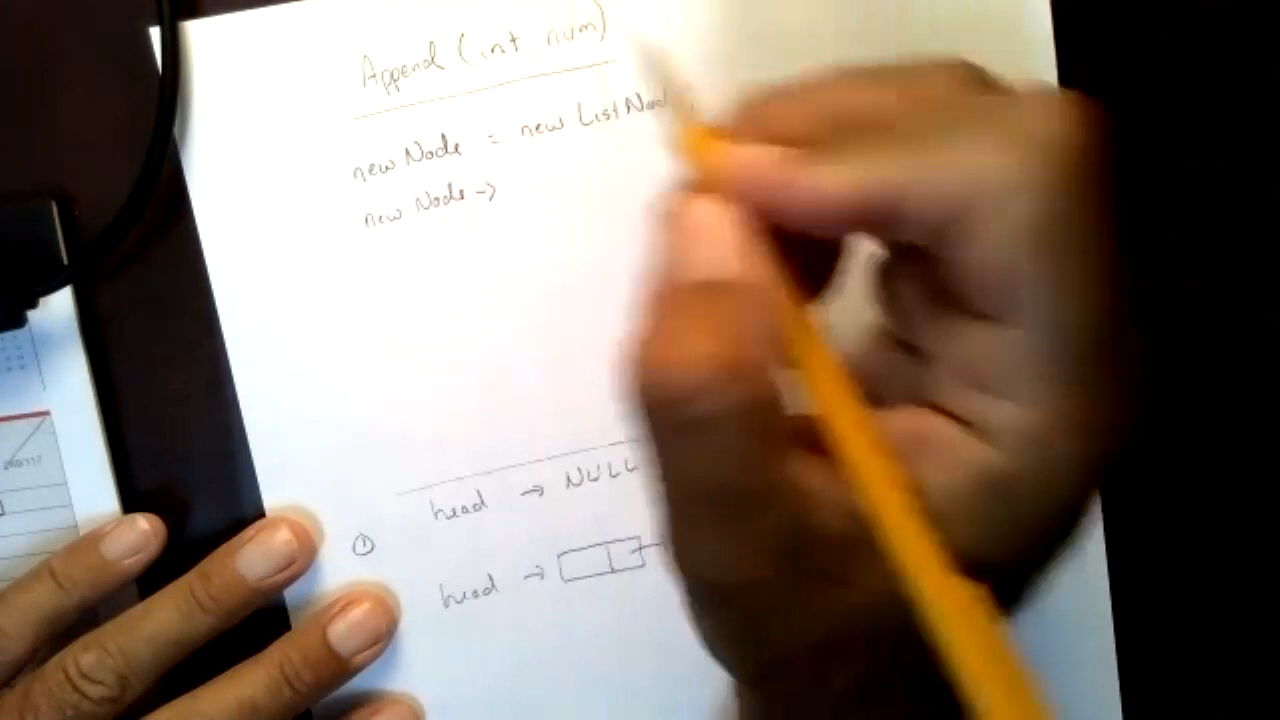 Append (int num)
newNode = new ListNode;
newNode →
head → NULL
①
head →